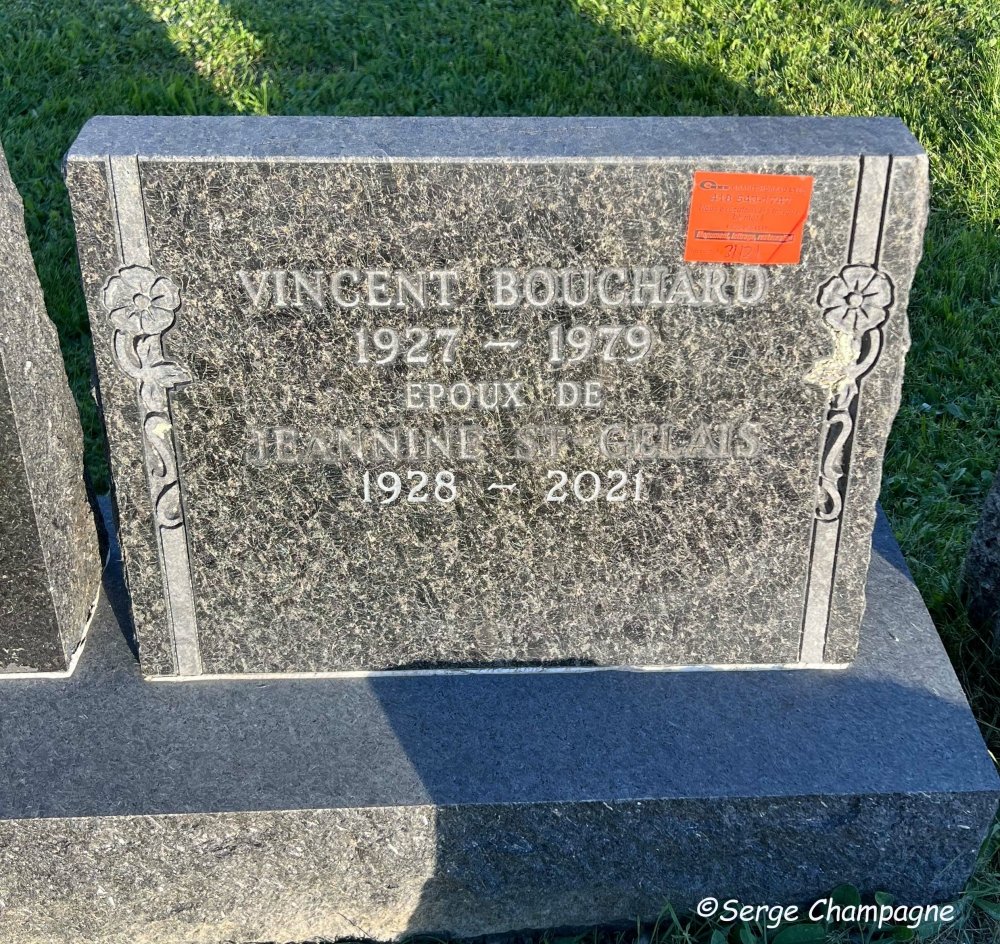 VINCENT BOUCHARD
1927 - 1979
EPOUX DE
JEANNINE ST GELAIS
1928 - 2021
©Serge Champagne